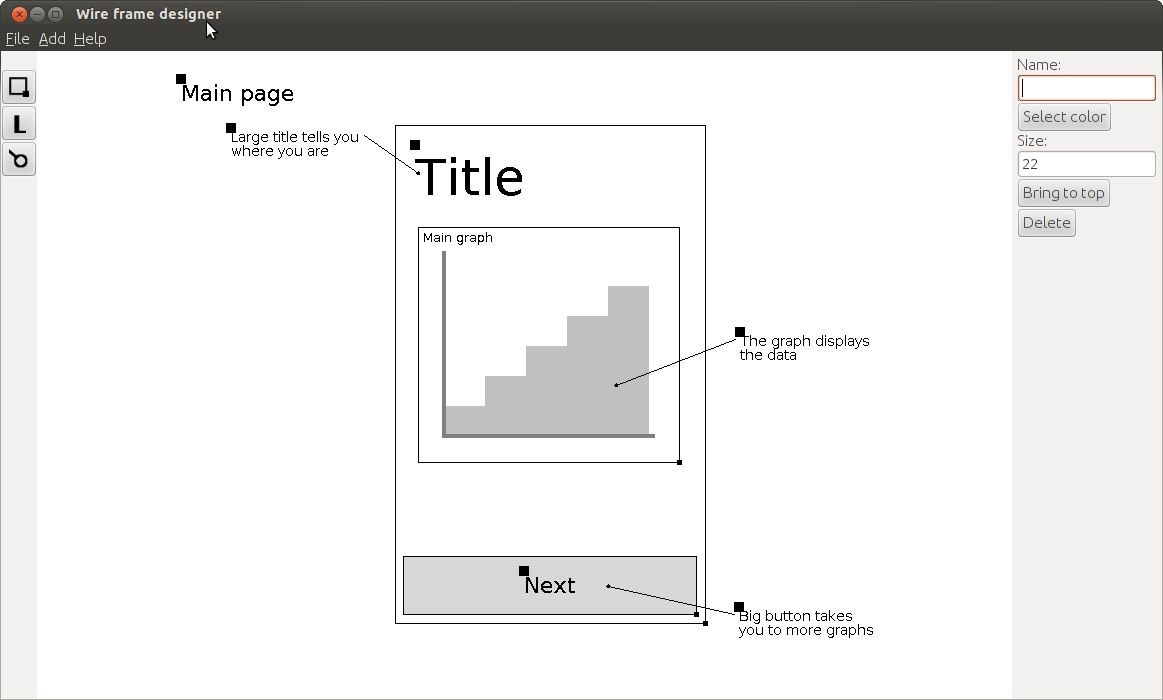 Wire frame designer
File Add Help
Main page
Large title tells you
where you are
Title
Main graph
The graph displays
the data
Next
Big button takes
you to more graphs
L
Name:
Select color
Size:
22
Bring to top
Delete